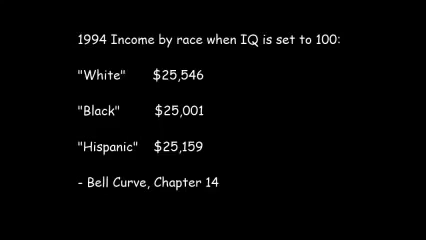 1994 Income by race when IQ is set to 100:
"White" $25,546
"Black" $25,001
"Hispanic" $25,159
- Bell Curve, Chapter 14